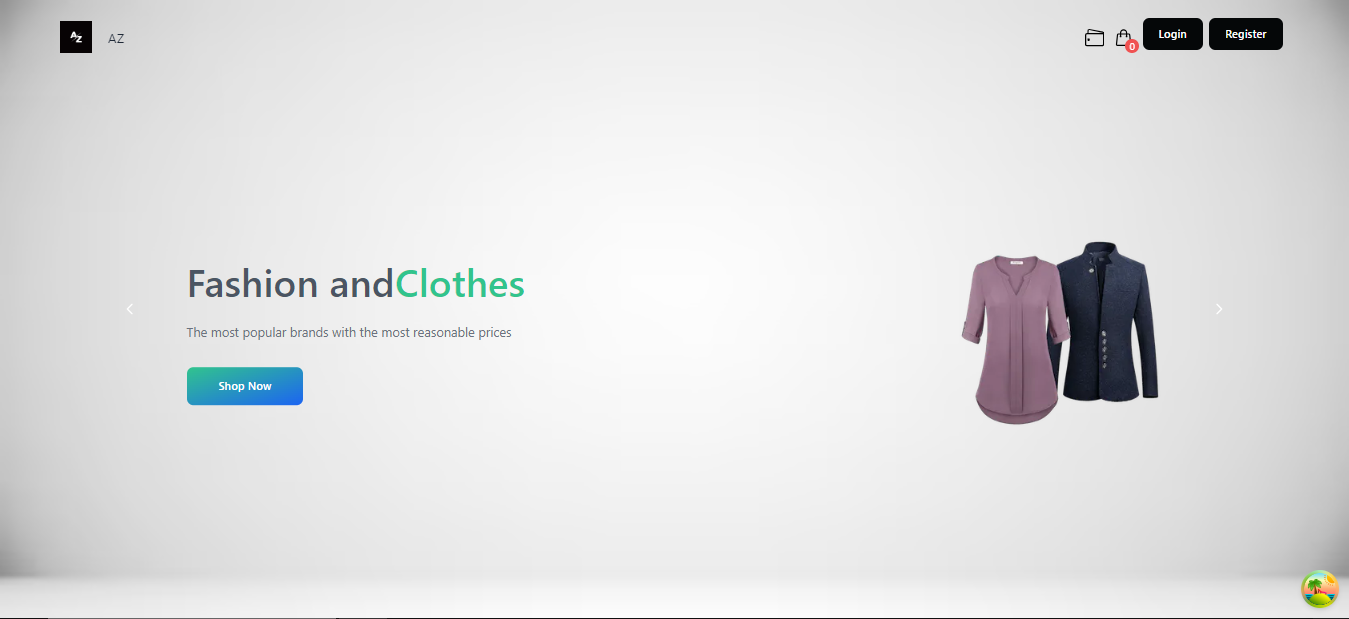 AZ
AZ
0
Login
Register
Fashion andClothes
The most popular brands with the most reasonable prices
Shop Now